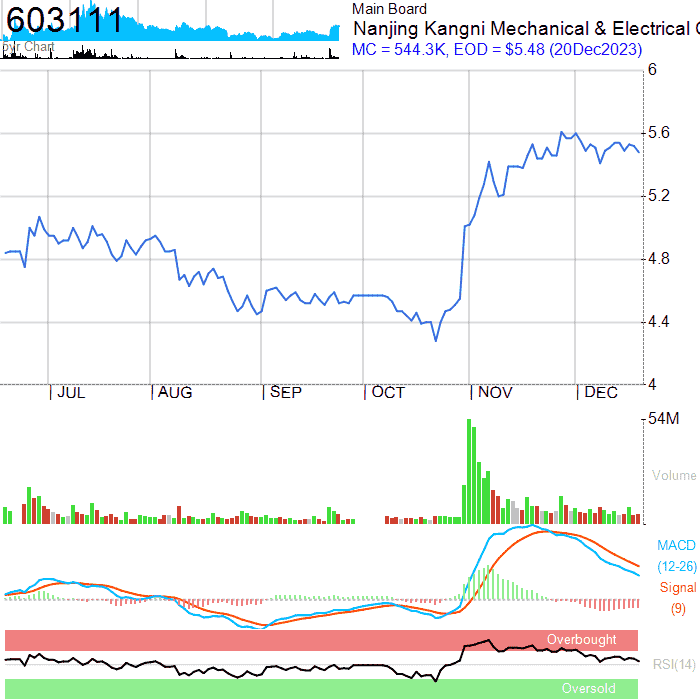 603111
Main Board
Nanjing Kangni Mechanical & Electrical C
5yr Chart
MC = 544.3K, EOD = $5.48 (20Dec2023)
6
5.6
5.2
4.8
4.4
4
JUL AUG SEP OCT NOV DEC
54M
Volume
MACD
(12-26)
Signal
(9)
Overbought
RSI(14)
Oversold